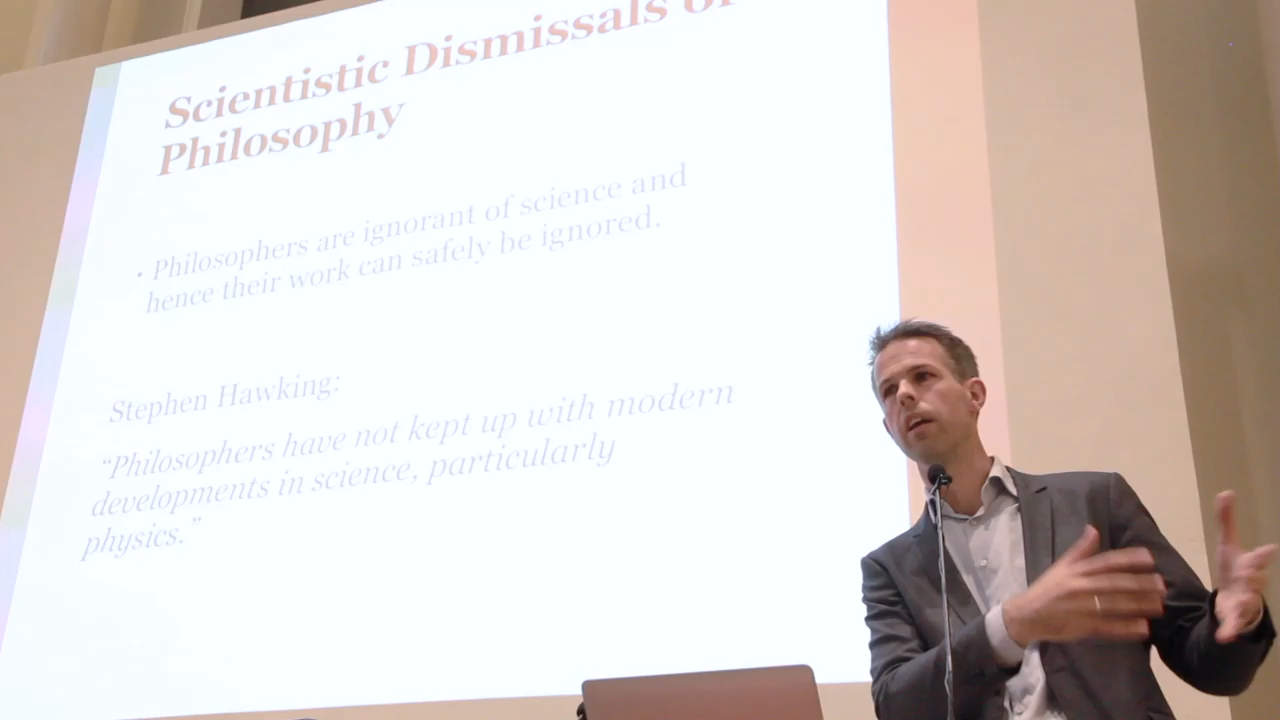 Scientistic Dismissals of
Philosophy
• Philosophers are ignorant of science and
hence their work can safely be ignored.
Stephen Hawking:
“Philosophers have not kept up with modern
developments in science, particularly
physics.”